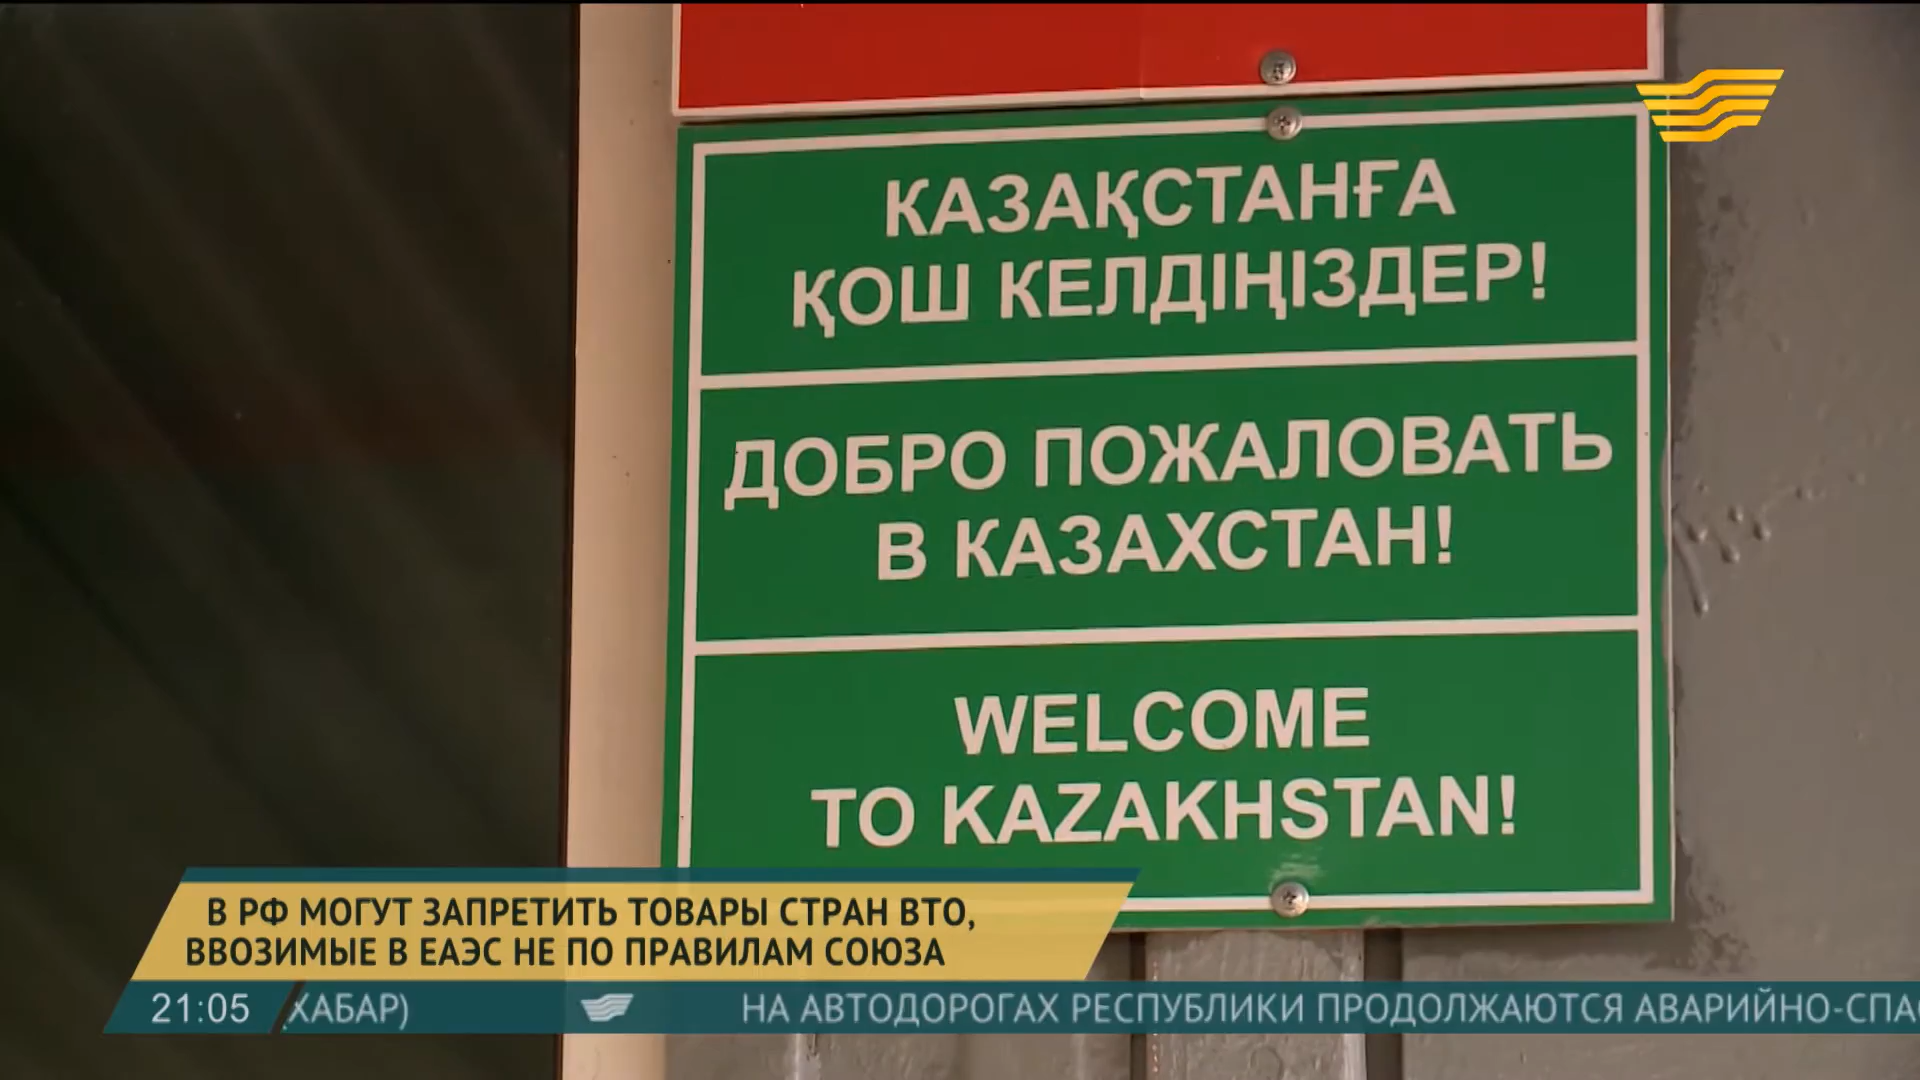 КАЗАҚСТАНҒА
ҚОШ КЕЛДІҢІЗДЕР!
ДОБРО ПОЖАЛОВАТЬ
В КАЗАХСТАН!
WELCOME
TO KAZAKHSTAN!
В РФ МОГУТ ЗАПРЕТИТЬ ТОВАРЫ СТРАН ВТО,
ВВОЗИМЫЕ В ЕАЭС НЕ ПО ПРАВИЛАМ СОЮЗА
21:05 (ХАБАР) НА АВТОДОРОГАХ РЕСПУБЛИКИ ПРОДОЛЖАЮТСЯ АВАРИЙНО-СПА